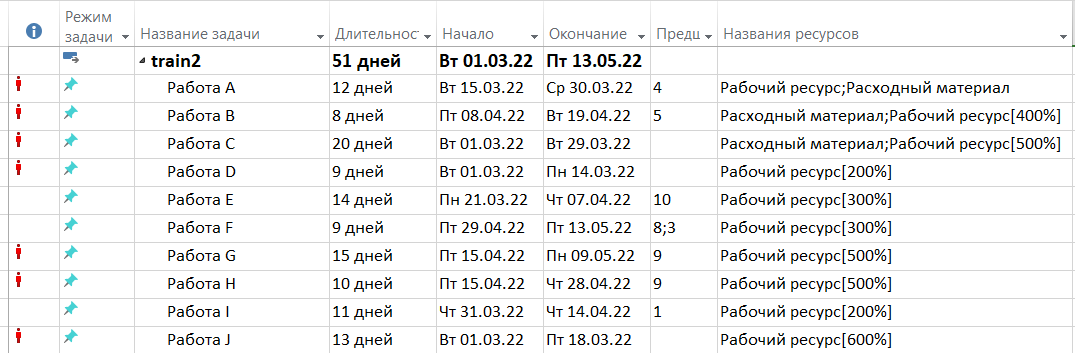 Режим задачи Название задачи Длительност Начало Окончание Предш Названия ресурсов
train2 51 дней Вт 01.03.22 Пт 13.05.22
Работа A 12 дней Вт 15.03.22 Ср 30.03.22 4 Рабочий ресурс;Расходный материал
Работа B 8 дней Пт 08.04.22 Вт 19.04.22 5 Расходный материал;Рабочий ресурс[400%]
Работа C 20 дней Вт 01.03.22 Вт 29.03.22 Расходный материал;Рабочий ресурс[500%]
Работа D 9 дней Вт 01.03.22 Пн 14.03.22 Рабочий ресурс[200%]
Работа E 14 дней Пн 21.03.22 Чт 07.04.22 10 Рабочий ресурс[300%]
Работа F 9 дней Пт 29.04.22 Пт 13.05.22 8;3 Рабочий ресурс[300%]
Работа G 15 дней Пт 15.04.22 Пн 09.05.22 9 Рабочий ресурс[500%]
Работа H 10 дней Пт 15.04.22 Чт 28.04.22 9 Рабочий ресурс[500%]
Работа I 11 дней Чт 31.03.22 Чт 14.04.22 1 Рабочий ресурс[200%]
Работа J 13 дней Вт 01.03.22 Пт 18.03.22 Рабочий ресурс[600%]